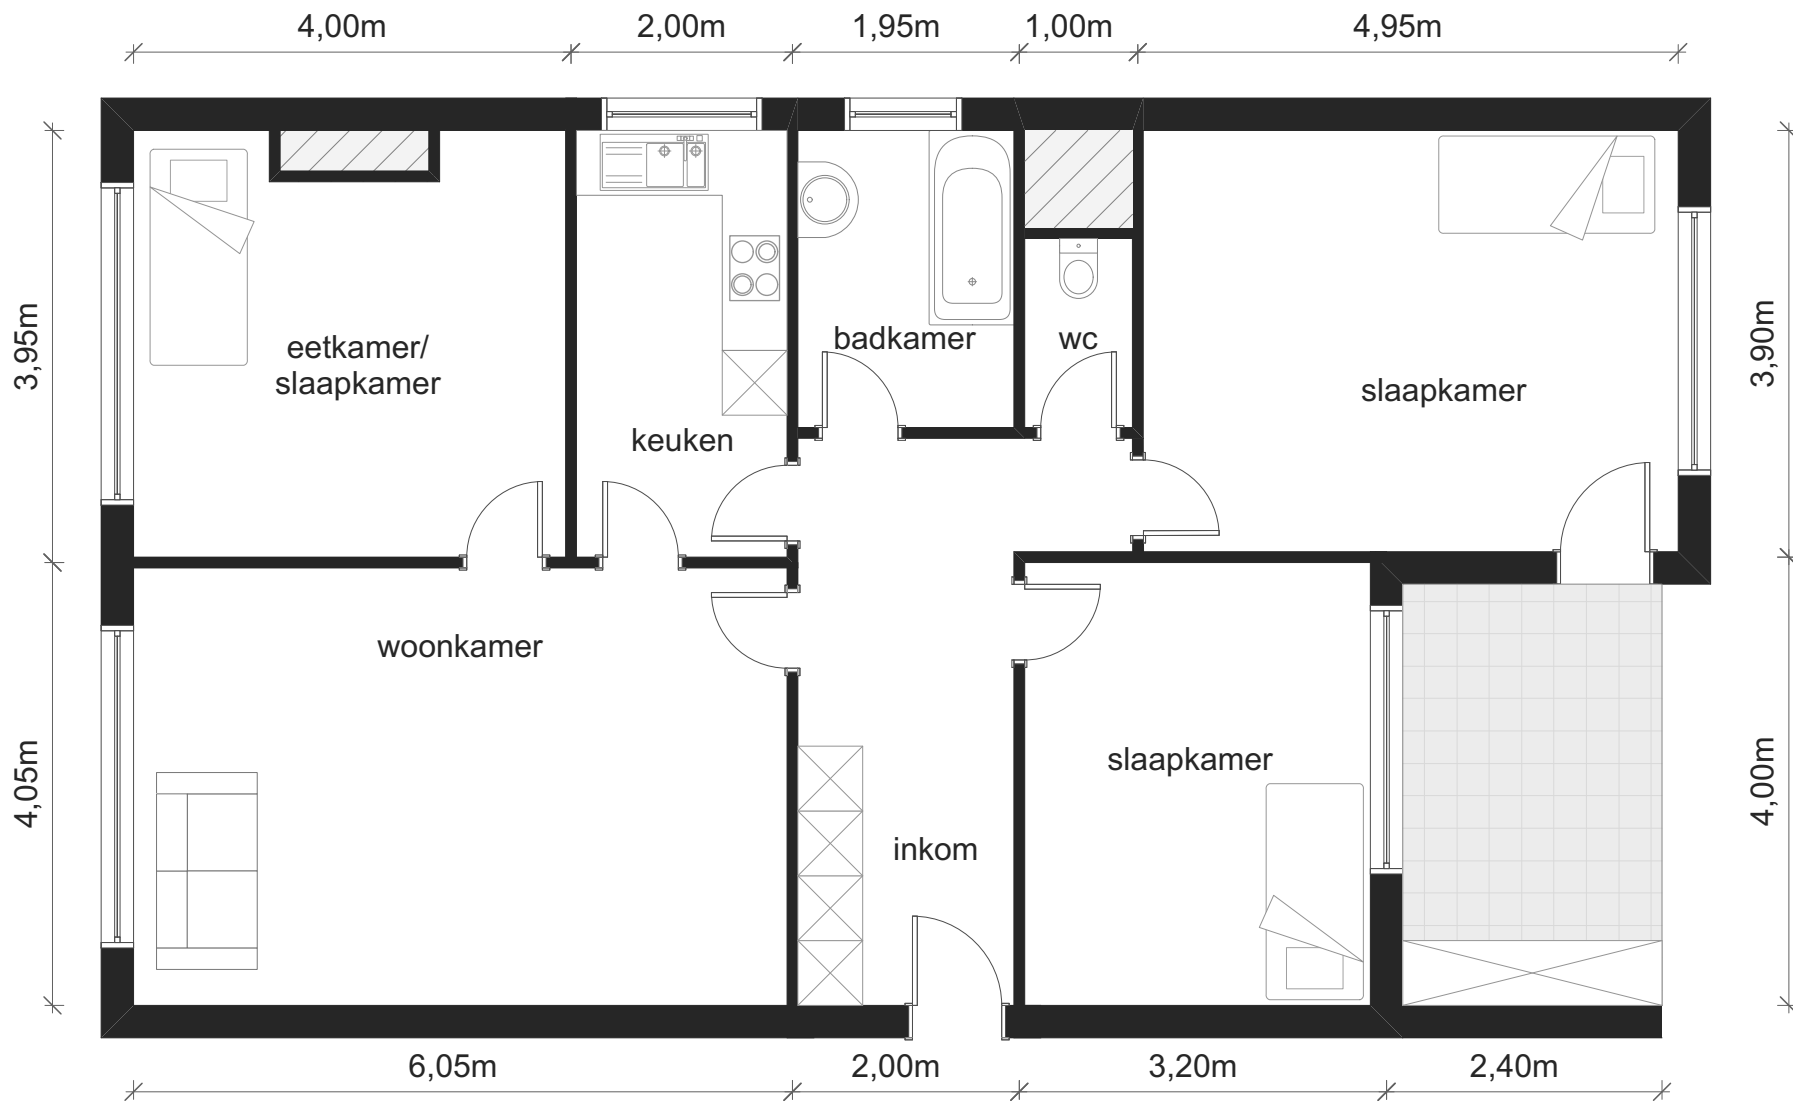 4,00m
2,00m
1,95m
1,00m
4,95m
3,95m
3,90m
eetkamer/
slaapkamer
badkamer
wc
slaapkamer
keuken
woonkamer
4,05m
4,00m
slaapkamer
inkom
6,05m
2,00m
3,20m
2,40m